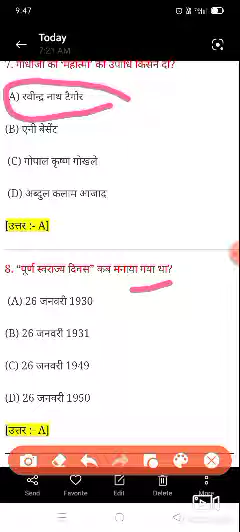 9:47
Today
7:21 AM
7. गांधीजी को 'महात्मा' की उपाधि किसने दी?
A) रवीन्द्र नाथ टैगोर
(B) एनी बेसेंट
(C) गोपाल कृष्ण गोखले
(D) अब्दुल कलाम आजाद
[उत्तर :- A]
8. "पूर्ण स्वराज्य दिनस" कब मनाया गया था?
(A) 26 जनवरी 1930
(B) 26 जनवरी 1931
(C) 26 जनवरी 1949
(D) 26 जनवरी 1950
[उत्तर :- A]
Send Favorite Edit Delete More